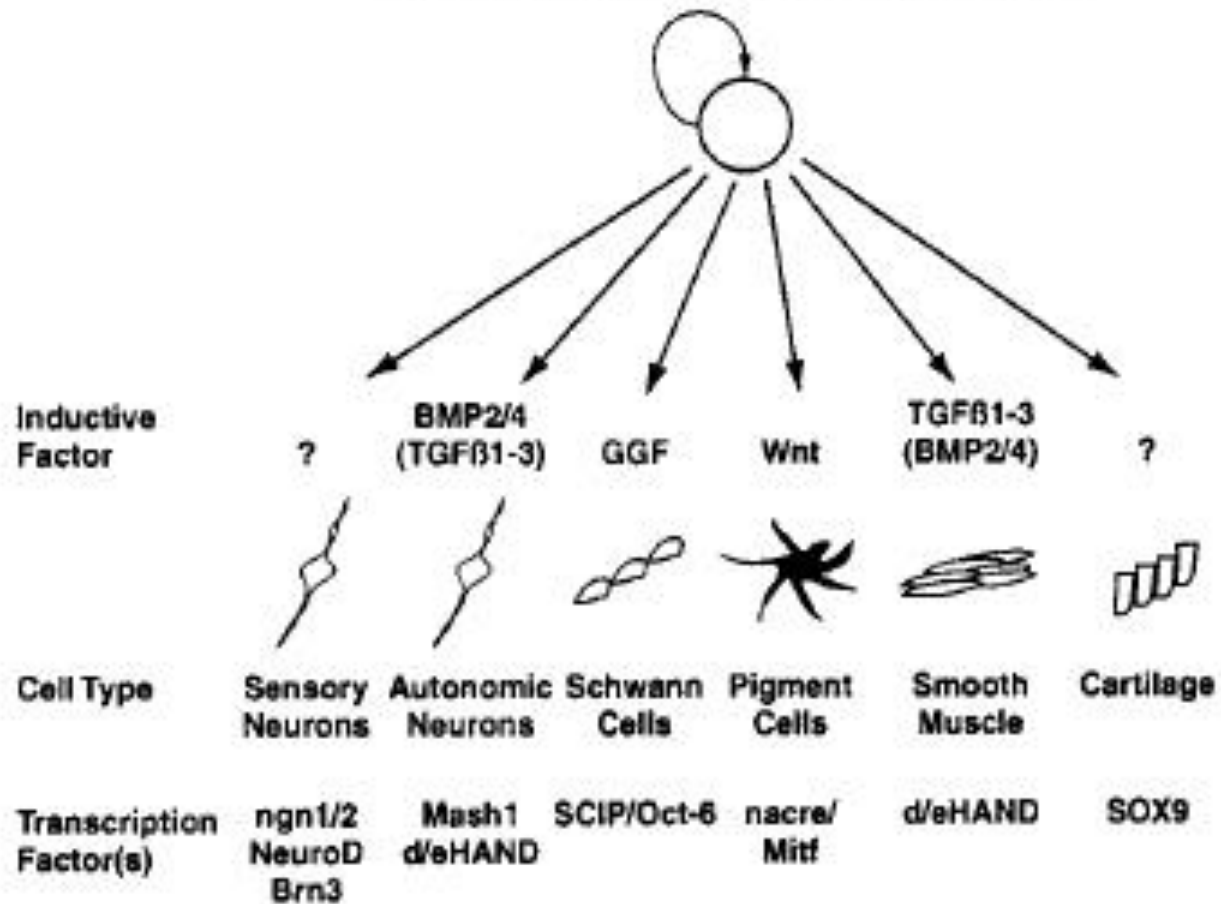 Inductive Factor
? BMP2/4 (TGFß1-3) GGF Wnt TGFß1-3 (BMP2/4) ?
Cell Type
Sensory Neurons Autonomic Neurons Schwann Cells Pigment Cells Smooth Muscle Cartilage
Transcription Factor(s)
ngn1/2 NeuroD Brn3
Mash1 d/eHAND
SCIP/Oct-6
nacre/ Mitf
d/eHAND
SOX9